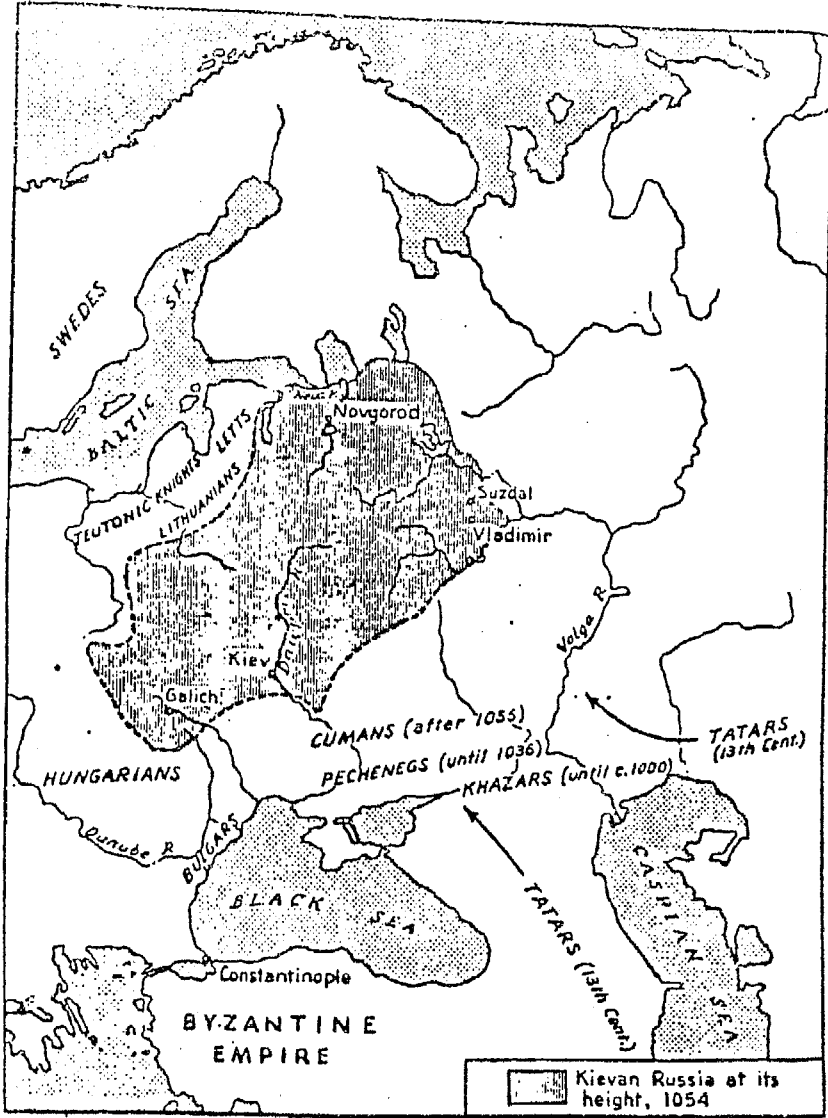 SWEDES
BALTIC SEA
Novgorod
LETTS
TEUTONIC KNIGHTS
LITHUANIANS
Suzdal
Vladimir
Volga R.
Kiev
Galich
CUMANS (after 1055)
TATARS
(13th Cent.)
PECHENEGS (until 1036)
HUNGARIANS
KHAZARS (until c.1000)
Danube R.
BULGARS
BLACK SEA
TATARS (13th Cent.)
CASPIAN SEA
Constantinople
BYZANTINE
EMPIRE
Kievan Russia at its
height, 1054